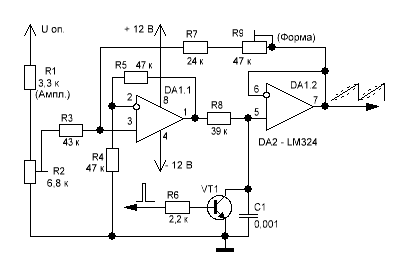 U оп.
+ 12 В
R7
24 к
R9
47 к
(Форма)
R1
3,3 к
(Ампл.)
R5
47 к
DA1.1
8
2
3
1
4
DA1.2
6
5
7
R8
39 к
DA2 - LM324
R3
43 к
R2
6,8 к
R4
47 к
- 12 В
R6
2,2 к
VT1
C1
0,001